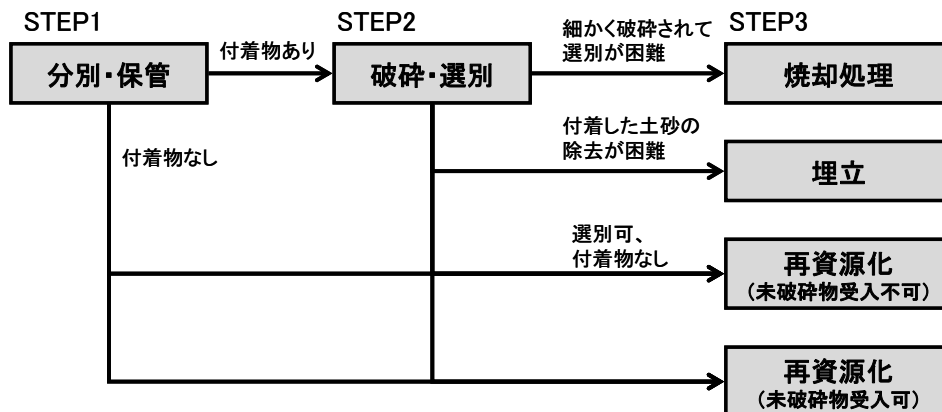 STEP1
STEP2
STEP3
分別・保管
付着物あり
破砕・選別
細かく破砕されて
選別が困難
焼却処理
付着物なし
付着した土砂の
除去が困難
埋立
選別可、
付着物なし
再資源化
(未破砕物受入不可)
再資源化
(未破砕物受入可)